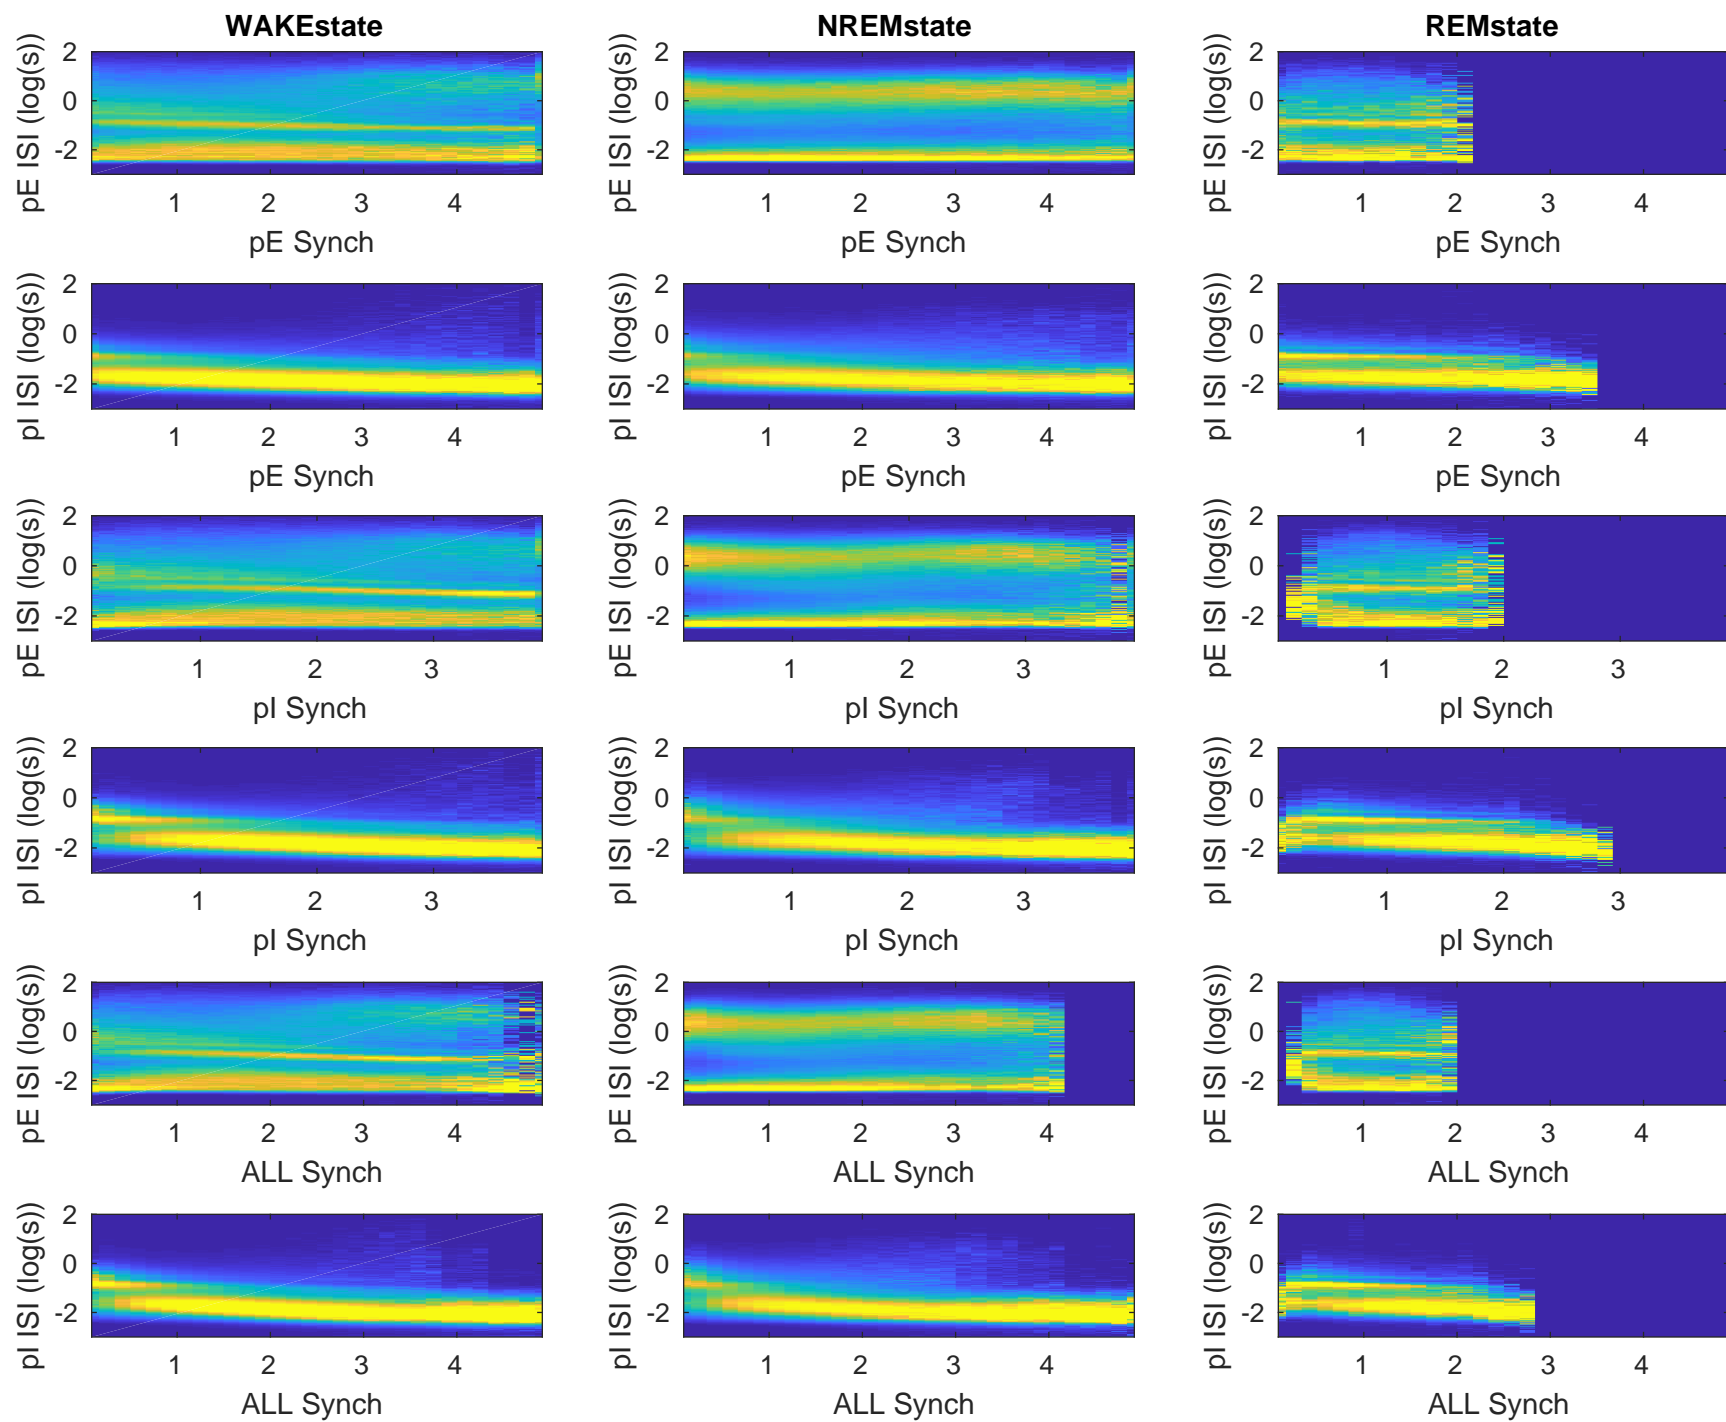 WAKEstate NREMstate REMstate
pE ISI (log(s)) 2 0 -2 pE ISI (log(s)) 2 0 -2 pE ISI (log(s)) 2 0 -2
1 2 3 4 1 2 3 4 1 2 3 4
pE Synch pE Synch pE Synch
pI ISI (log(s)) 2 0 -2 pI ISI (log(s)) 2 0 -2 pI ISI (log(s)) 2 0 -2
1 2 3 4 1 2 3 4 1 2 3 4
pE Synch pE Synch pE Synch
pE ISI (log(s)) 2 0 -2 pE ISI (log(s)) 2 0 -2 pE ISI (log(s)) 2 0 -2
1 2 3 1 2 3 1 2 3
pI Synch pI Synch pI Synch
pI ISI (log(s)) 2 0 -2 pI ISI (log(s)) 2 0 -2 pI ISI (log(s)) 2 0 -2
1 2 3 1 2 3 1 2 3
pI Synch pI Synch pI Synch
pE ISI (log(s)) 2 0 -2 pE ISI (log(s)) 2 0 -2 pE ISI (log(s)) 2 0 -2
1 2 3 4 1 2 3 4 1 2 3 4
ALL Synch ALL Synch ALL Synch
pI ISI (log(s)) 2 0 -2 pI ISI (log(s)) 2 0 -2 pI ISI (log(s)) 2 0 -2
1 2 3 4 1 2 3 4 1 2 3 4
ALL Synch ALL Synch ALL Synch